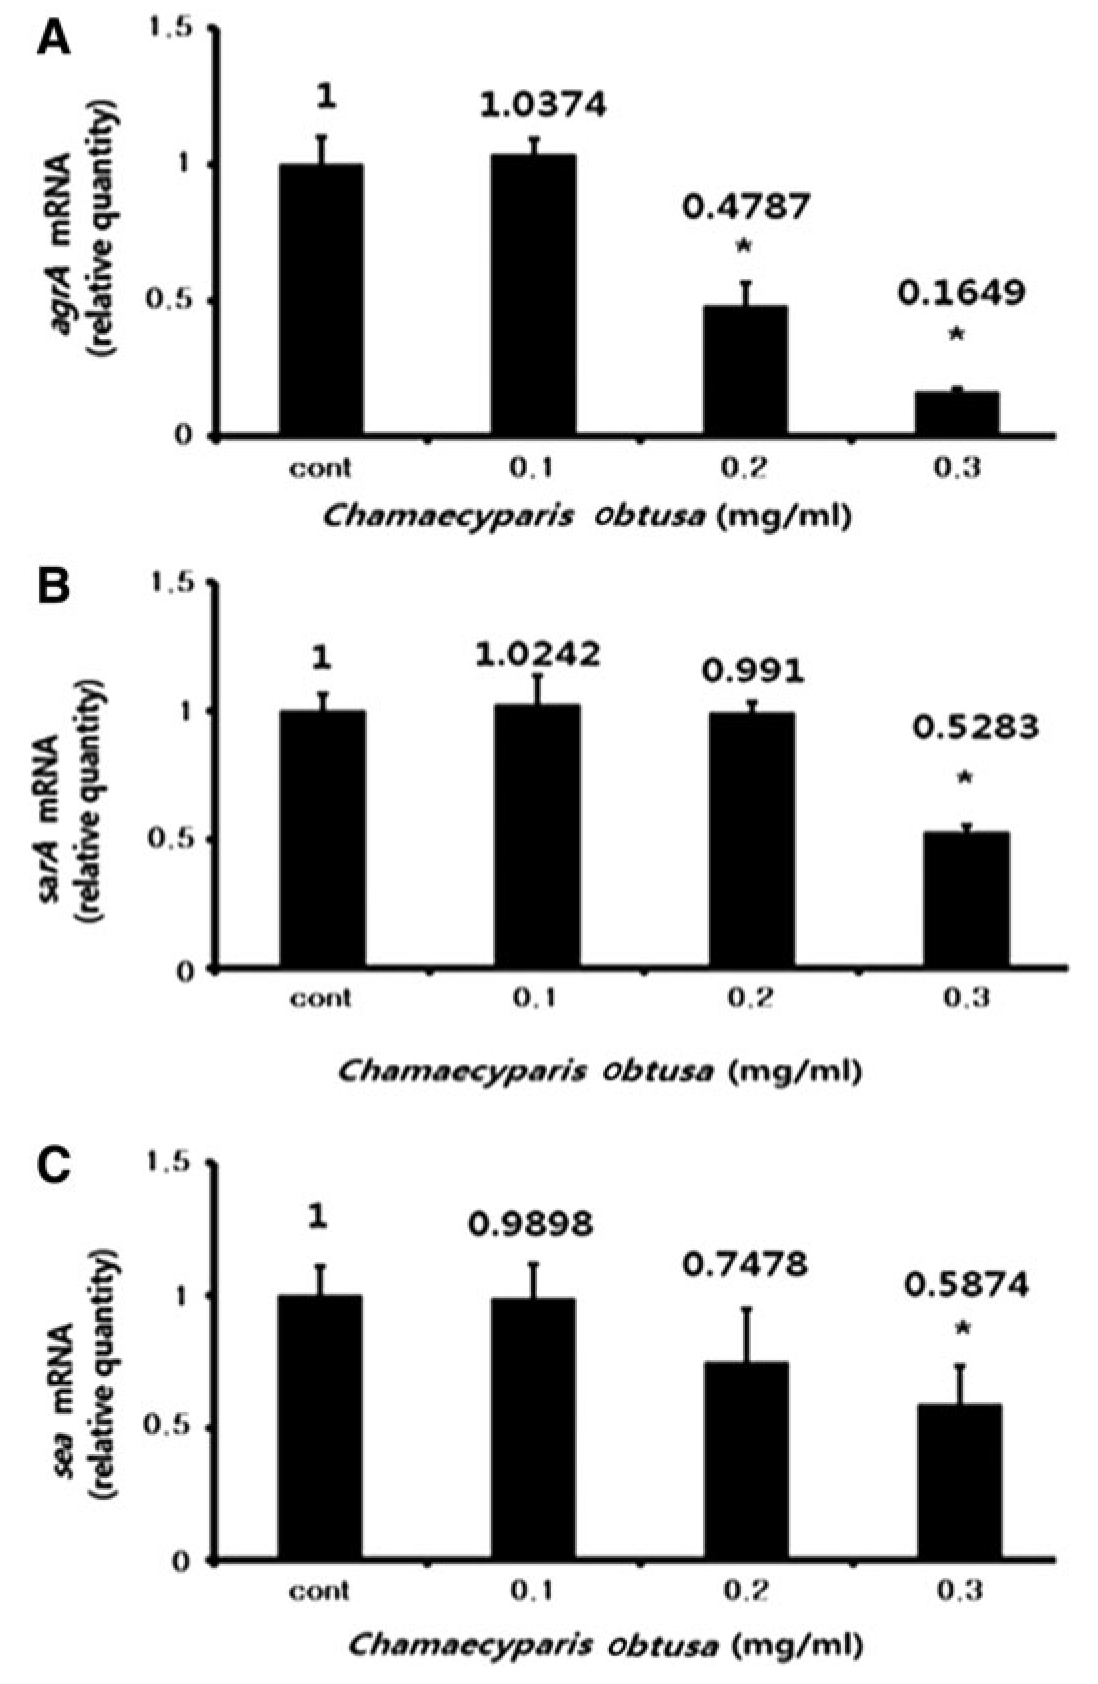 A
1.5
1
1.0374
1
0.4787
*
0.5
0.1649
*
0
agrA mRNA
(relative quantity)
cont 0.1 0.2 0.3
Chamaecyparis obtusa (mg/ml)
B
1.5
1
1.0242
0.991
1
0.5283
*
0.5
0
sarA mRNA
(relative quantity)
cont 0.1 0.2 0.3
Chamaecyparis obtusa (mg/ml)
C
1.5
1
0.9898
0.7478
1
0.5874
*
0.5
0
sea mRNA
(relative quantity)
cont 0.1 0.2 0.3
Chamaecyparis obtusa (mg/ml)